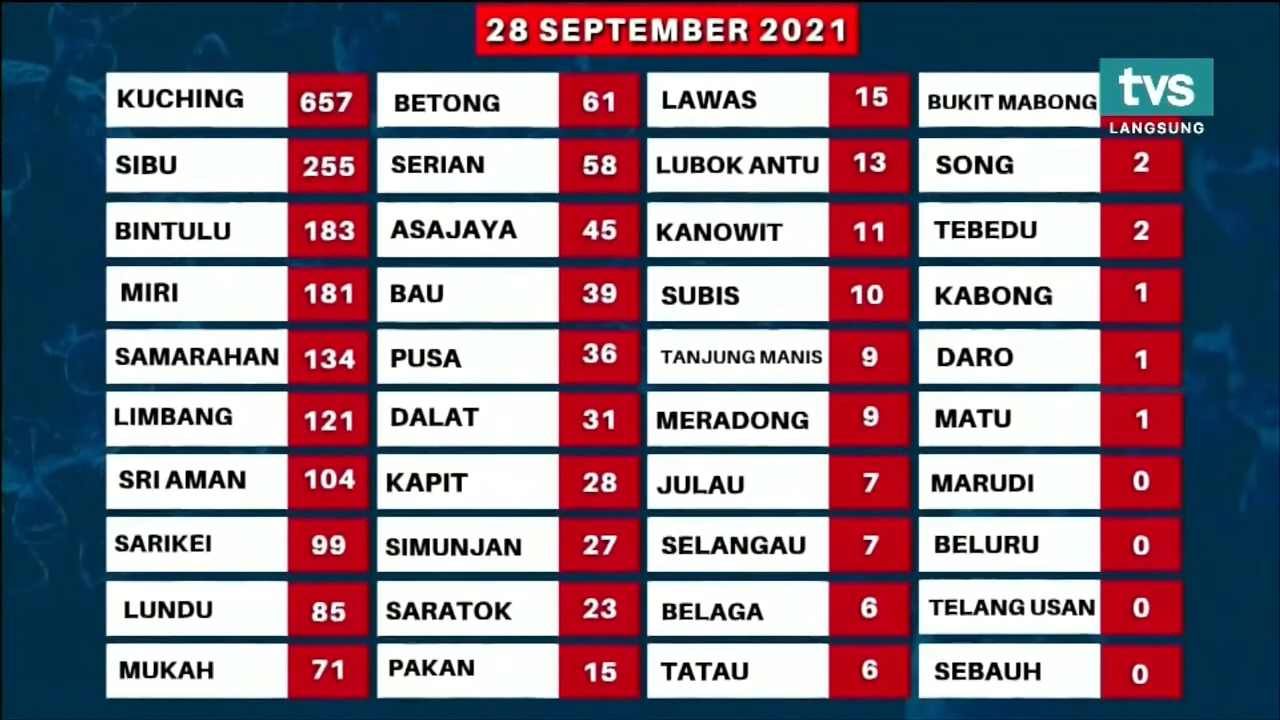 28 SEPTEMBER 2021
tvs
LANGSUNG
KUCHING 657
SIBU 255
BINTULU 183
MIRI 181
SAMARAHAN 134
LIMBANG 121
SRI AMAN 104
SARIKEI 99
LUNDU 85
MUKAH 71
BETONG 61
SERIAN 58
ASAJAYA 45
BAU 39
PUSA 36
DALAT 31
KAPIT 28
SIMUNJAN 27
SARATOK 23
PAKAN 15
LAWAS 15
LUBOK ANTU 13
KANOWIT 11
SUBIS 10
TANJUNG MANIS 9
MERADONG 9
JULAU 7
SELANGAU 7
BELAGA 6
TATAU 6
BUKIT MABONG
SONG 2
TEBEDU 2
KABONG 1
DARO 1
MATU 1
MARUDI 0
BELURU 0
TELANG USAN 0
SEBAUH 0